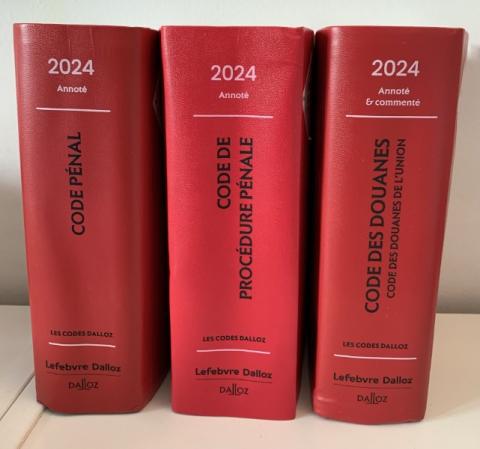 2024
Annoté
CODE PÉNAL
LES CODES DALLOZ
Lefebvre Dalloz
DALLOZ
2024
Annoté
CODE DE
PROCÉDURE PÉNALE
LES CODES DALLOZ
Lefebvre Dalloz
DALLOZ
2024
Annoté
& commenté
CODE DES DOUANES
CODE DES DOUANES DE L'UNION
LES CODES DALLOZ
Lefebvre Dalloz
DALLOZ